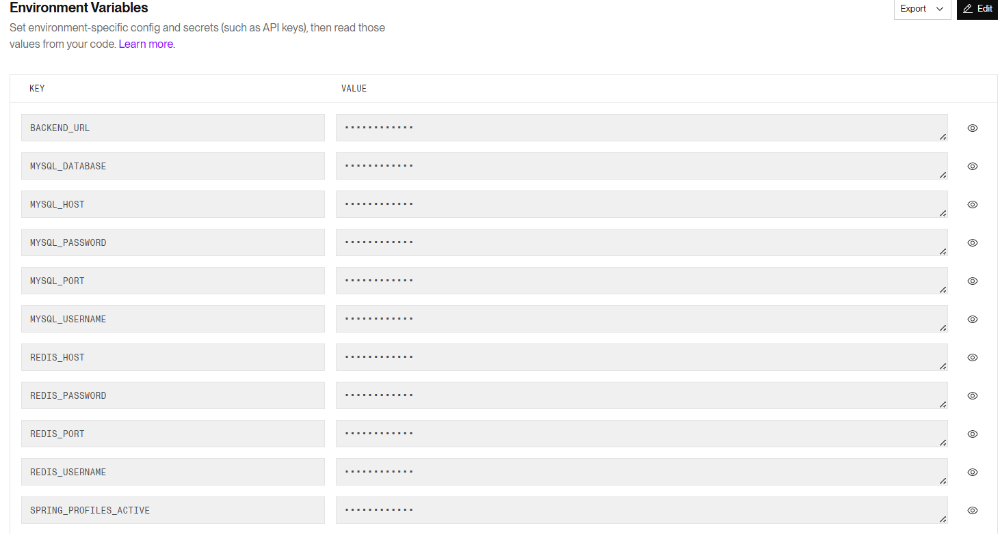 Environment Variables
Export
Edit
Set environment-specific config and secrets (such as API keys), then read those
values from your code. Learn more.
KEY VALUE
BACKEND_URL ············
MYSQL_DATABASE ············
MYSQL_HOST ············
MYSQL_PASSWORD ············
MYSQL_PORT ············
MYSQL_USERNAME ············
REDIS_HOST ············
REDIS_PASSWORD ············
REDIS_PORT ············
REDIS_USERNAME ············
SPRING_PROFILES_ACTIVE ············